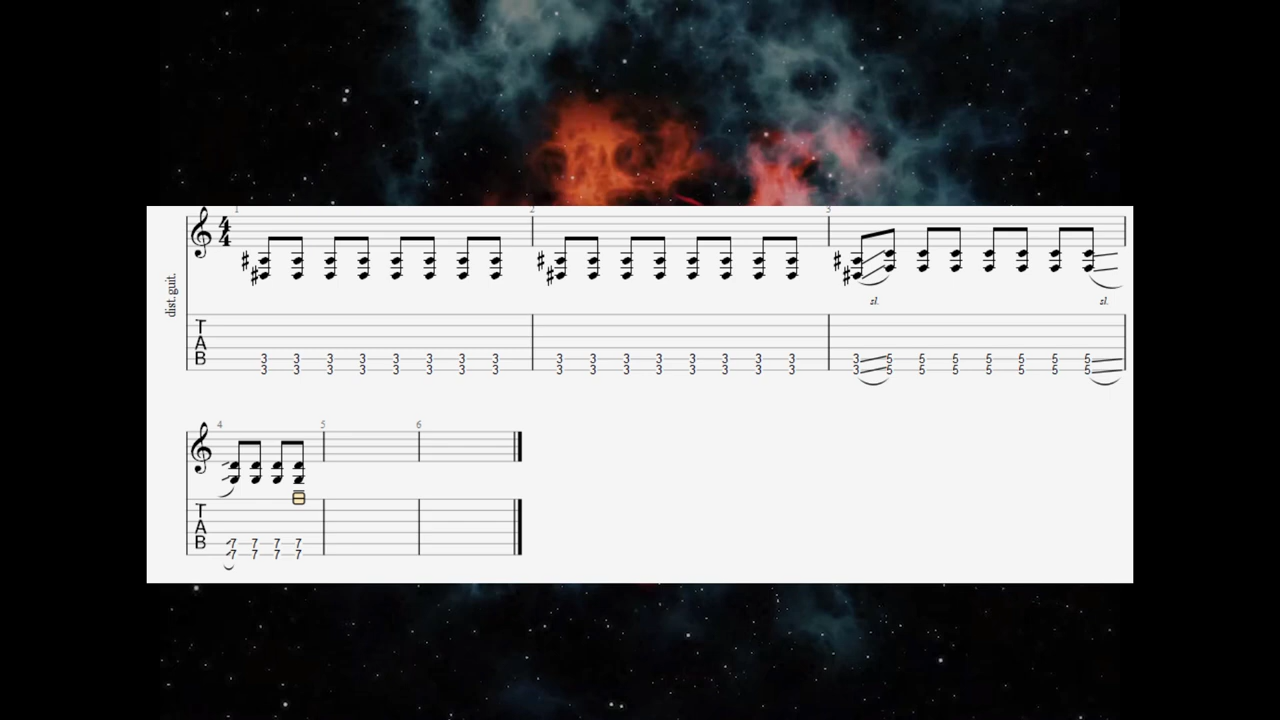 1 2 3
4
4
dist. guit.
sl. sl.
T
A
B
3 3 3 3 3 3 3 3 3 3 3 3 3 3 3 3 3 5 5 5 5 5 5 5
3 3 3 3 3 3 3 3 3 3 3 3 3 3 3 3 3 5 5 5 5 5 5 5
4 5 6
T
A
B
7 7 7 7
7 7 7 7